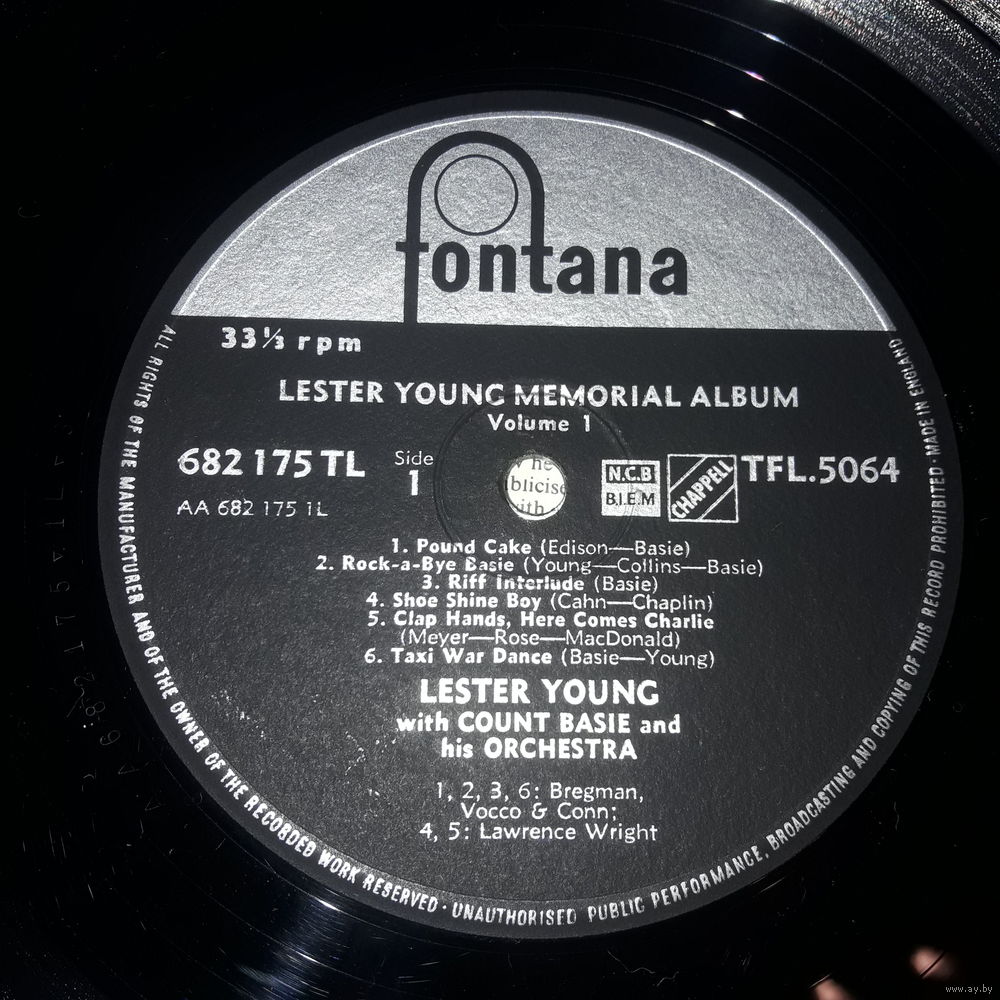 fontana
33⅓ rpm
LESTER YOUNG MEMORIAL ALBUM
Volume 1
682 175 TL
Side
1
AA 682 175 1L
N.C.B
B.I.E.M
CHAPPELL
TFL.5064
1. Pound Cake (Edison—Basie)
2. Rock-a-Bye Basie (Young—Collins—Basie)
3. Riff Interlude (Basie)
4. Shoe Shine Boy (Cahn—Chaplin)
5. Clap Hands, Here Comes Charlie
(Meyer—Rose—MacDonald)
6. Taxi War Dance (Basie—Young)
LESTER YOUNG
with COUNT BASIE and
his ORCHESTRA
1, 2, 3, 6: Bregman,
Vocco & Conn;
4, 5: Lawrence Wright
ALL RIGHTS OF THE MANUFACTURER AND OF THE OWNER OF THE RECORDED WORK RESERVED · UNAUTHORISED PUBLIC PERFORMANCE, BROADCASTING AND COPYING OF THIS RECORD PROHIBITED · MADE IN ENGLAND
www.ay.by